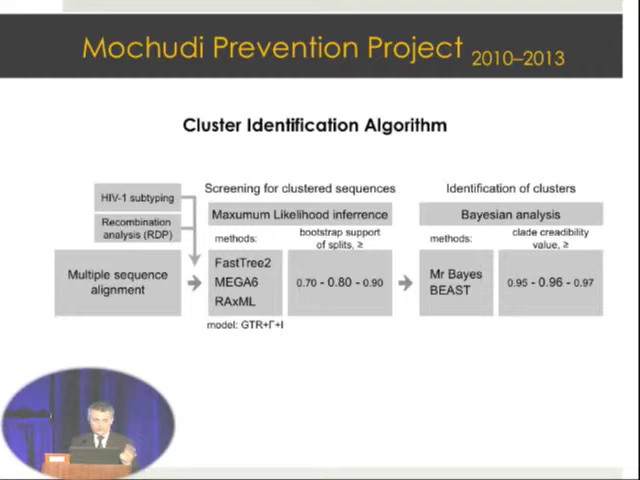 Mochudi Prevention Project 2010–2013
Cluster Identification Algorithm
HIV-1 subtyping
Recombination
analysis (RDP)
Multiple sequence
alignment
Screening for clustered sequences
Maxumum Likelihood inferrence
methods:
bootstrap support
of splits, ≥
FastTree2
MEGA6
RAxML
0.70 - 0.80 - 0.90
model: GTR+Γ+I
Identification of clusters
Bayesian analysis
methods:
clade creadibility
value, ≥
Mr Bayes
BEAST
0.95 - 0.96 - 0.97